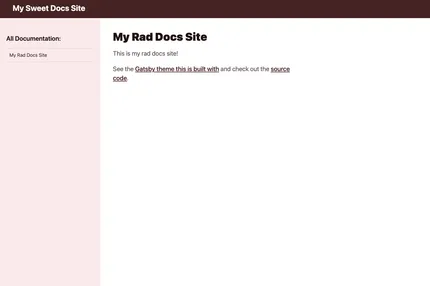 My Sweet Docs Site
All Documentation:
My Rad Docs Site
My Rad Docs Site
This is my rad docs site!
See the Gatsby theme this is built with and check out the source
code.